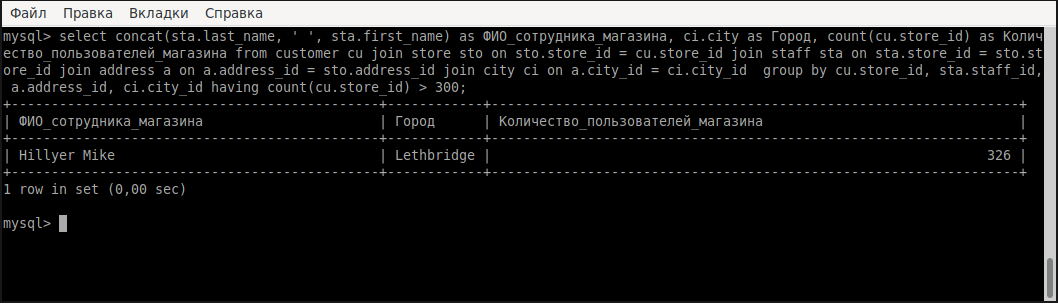 Файл Правка Вкладки Справка
mysql> select concat(sta.last_name, ' ', sta.first_name) as ФИО_сотрудника_магазина, ci.city as Город, count(cu.store_id) as Колич
ество_пользователей_магазина from customer cu join store sto on sto.store_id = cu.store_id join staff sta on sta.store_id = sto.st
ore_id join address a on a.address_id = sto.address_id join city ci on a.city_id = ci.city_id  group by cu.store_id, sta.staff_id,
 a.address_id, ci.city_id having count(cu.store_id) > 300;
+----------------------------------------------+------------+------------------------------------------------------------------+
| ФИО_сотрудника_магазина | Город | Количество_пользователей_магазина |
+----------------------------------------------+------------+------------------------------------------------------------------+
| Hillyer Mike | Lethbridge | 326 |
+----------------------------------------------+------------+------------------------------------------------------------------+
1 row in set (0,00 sec)
mysql>